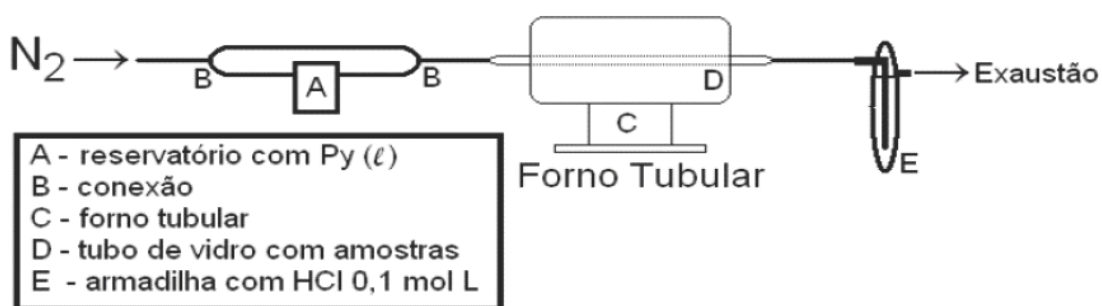 N₂
B
A
B
D
C
E
Exaustão
Forno Tubular
A - reservatório com Py (ℓ)
B - conexão
C - forno tubular
D - tubo de vidro com amostras
E - armadilha com HCl 0,1 mol L